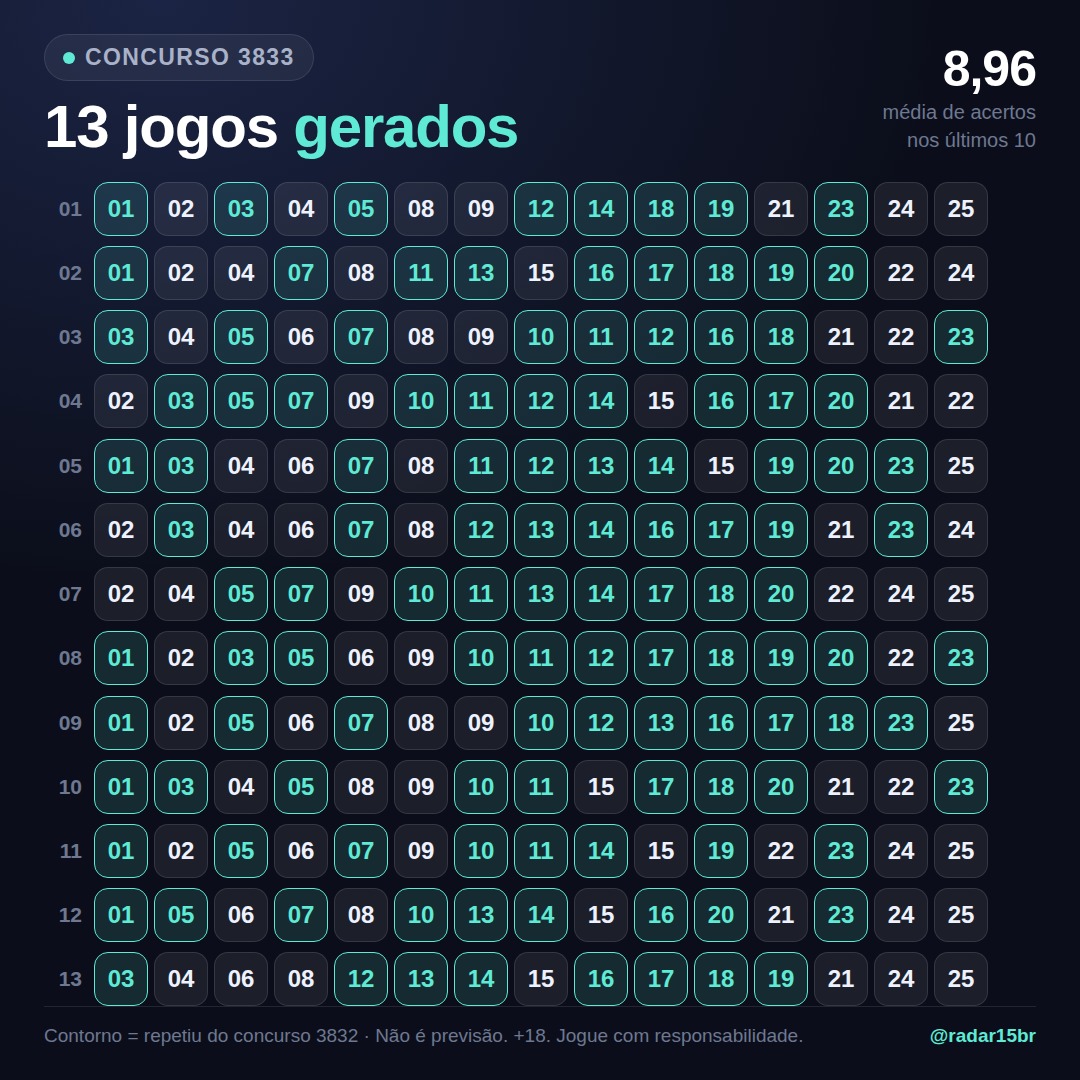 CONCURSO 3833
8,96
13 jogos gerados
média de acertos
nos últimos 10
01 01 02 03 04 05 08 09 12 14 18 19 21 23 24 25
02 01 02 04 07 08 11 13 15 16 17 18 19 20 22 24
03 03 04 05 06 07 08 09 10 11 12 16 18 21 22 23
04 02 03 05 07 09 10 11 12 14 15 16 17 20 21 22
05 01 03 04 06 07 08 11 12 13 14 15 19 20 23 25
06 02 03 04 06 07 08 12 13 14 16 17 19 21 23 24
07 02 04 05 07 09 10 11 13 14 17 18 20 22 24 25
08 01 02 03 05 06 09 10 11 12 17 18 19 20 22 23
09 01 02 05 06 07 08 09 10 12 13 16 17 18 23 25
10 01 03 04 05 08 09 10 11 15 17 18 20 21 22 23
11 01 02 05 06 07 09 10 11 14 15 19 22 23 24 25
12 01 05 06 07 08 10 13 14 15 16 20 21 23 24 25
13 03 04 06 08 12 13 14 15 16 17 18 19 21 24 25
Contorno = repetiu do concurso 3832 · Não é previsão. +18. Jogue com responsabilidade.
@radar15br